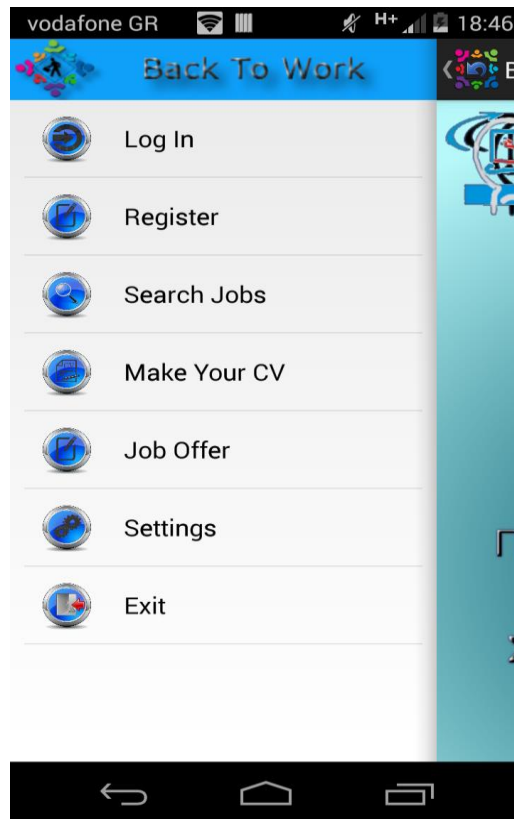 vodafone GR H+ 18:46
Back To Work
Log In
Register
Search Jobs
Make Your CV
Job Offer
Settings
Exit